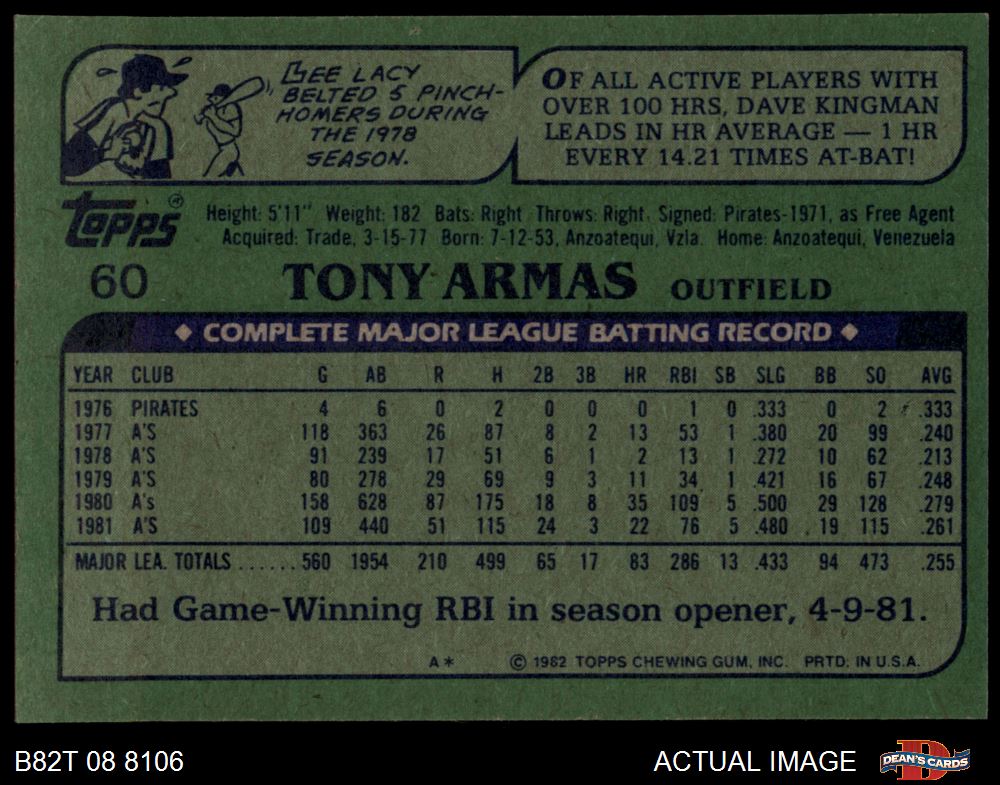 LEE LACY
BELTED 5 PINCH-
HOMERS DURING
THE 1978
SEASON.
OF ALL ACTIVE PLAYERS WITH
OVER 100 HRS, DAVE KINGMAN
LEADS IN HR AVERAGE — 1 HR
EVERY 14.21 TIMES AT-BAT!
topps®
Height: 5'11" Weight: 182 Bats: Right Throws: Right Signed: Pirates-1971, as Free Agent
Acquired: Trade, 3-15-77 Born: 7-12-53, Anzoatequi, Vzla. Home: Anzoatequi, Venezuela
60 TONY ARMAS OUTFIELD
◆ COMPLETE MAJOR LEAGUE BATTING RECORD ◆
YEAR CLUB G AB R H 2B 3B HR RBI SB SLG BB SO AVG
1976 PIRATES 4 6 0 2 0 0 0 1 0 .333 0 2 .333
1977 A'S 118 363 26 87 8 2 13 53 1 .380 20 99 .240
1978 A'S 91 239 17 51 6 1 2 13 1 .272 10 62 .213
1979 A'S 80 278 29 69 9 3 11 34 1 .421 16 67 .248
1980 A's 158 628 87 175 18 8 35 109 5 .500 29 128 .279
1981 A'S 109 440 51 115 24 3 22 76 5 .480 19 115 .261
MAJOR LEA. TOTALS ......560 1954 210 499 65 17 83 286 13 .433 94 473 .255
Had Game-Winning RBI in season opener, 4-9-81.
A* © 1982 TOPPS CHEWING GUM, INC. PRTD. IN U.S.A.
B82T 08 8106 ACTUAL IMAGE D DEAN'S CARDS